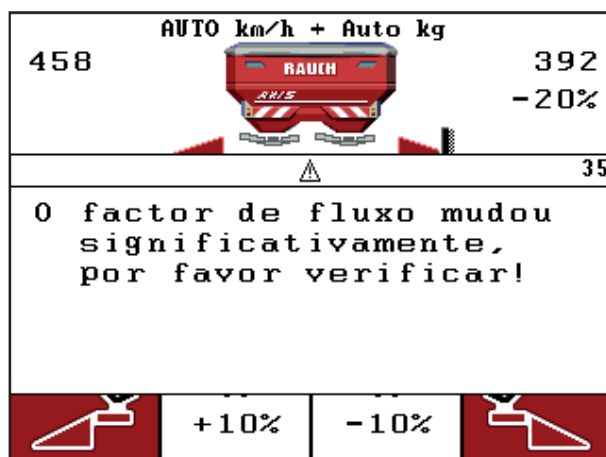 AUTO km/h + Auto kg
458
392
RAUCH
AXIS
-20%
35
O factor de fluxo mudou
significativamente,
por favor verificar!
+10%
-10%